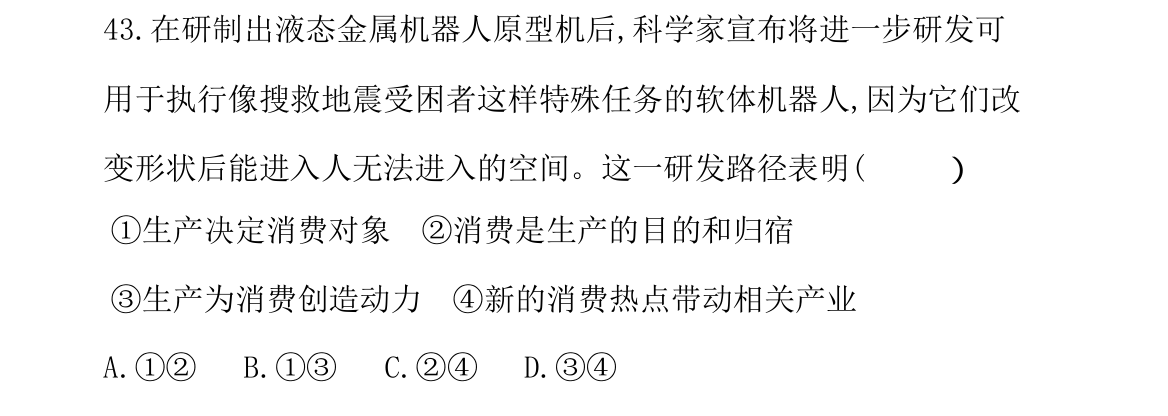 43.在研制出液态金属机器人原型机后,科学家宣布将进一步研发可
用于执行像搜救地震受困者这样特殊任务的软体机器人,因为它们改
变形状后能进入人无法进入的空间。这一研发路径表明(    )
①生产决定消费对象  ②消费是生产的目的和归宿
③生产为消费创造动力  ④新的消费热点带动相关产业
A.①②   B.①③   C.②④   D.③④